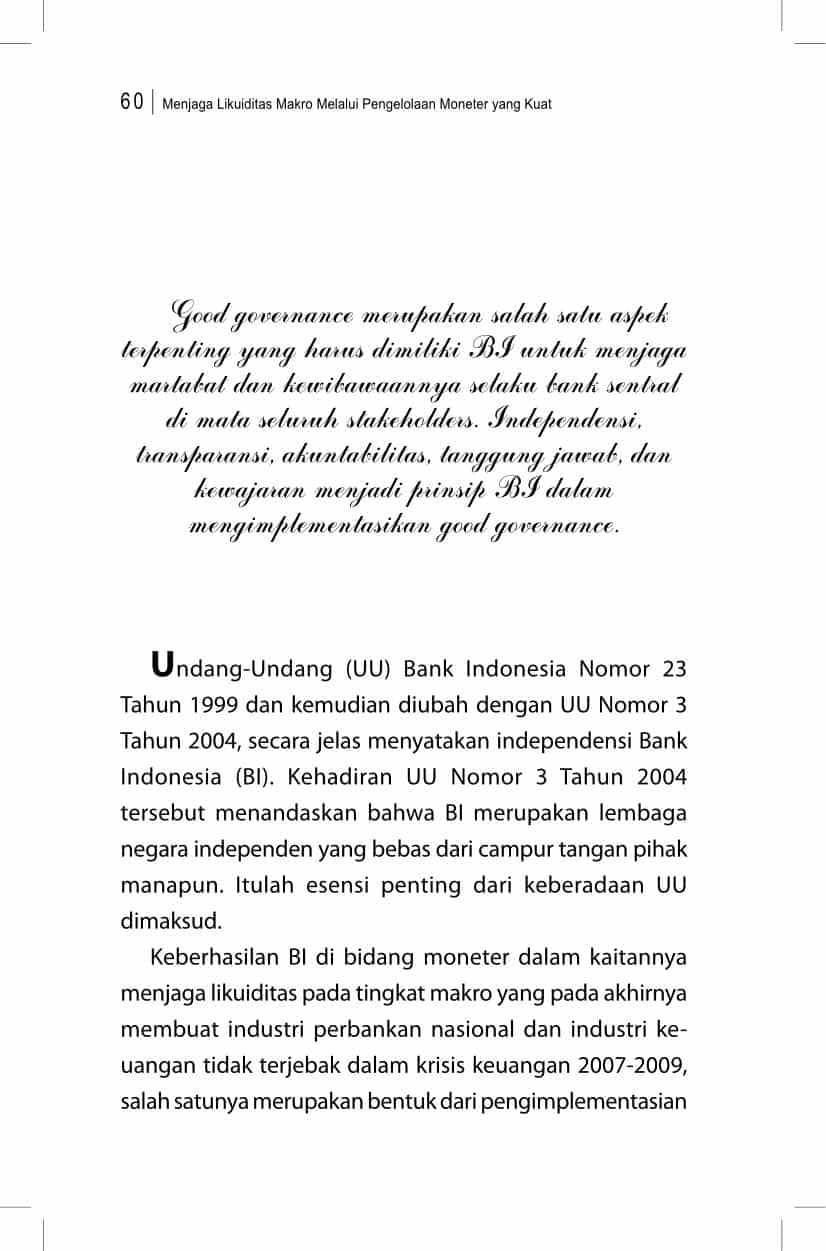 60 | Menjaga Likuiditas Makro Melalui Pengelolaan Moneter yang Kuat
Good governance merupakan salah satu aspek
terpenting yang harus dimiliki BI untuk menjaga
martabat dan kewibawaannya selaku bank sentral
di mata seluruh stakeholders. Independensi,
transparansi, akuntabilitas, tanggung jawab, dan
kewajaran menjadi prinsip BI dalam
mengimplementasikan good governance.
Undang-Undang (UU) Bank Indonesia Nomor 23
Tahun 1999 dan kemudian diubah dengan UU Nomor 3
Tahun 2004, secara jelas menyatakan independensi Bank
Indonesia (BI). Kehadiran UU Nomor 3 Tahun 2004
tersebut menandaskan bahwa BI merupakan lembaga
negara independen yang bebas dari campur tangan pihak
manapun. Itulah esensi penting dari keberadaan UU
dimaksud.
Keberhasilan BI di bidang moneter dalam kaitannya
menjaga likuiditas pada tingkat makro yang pada akhirnya
membuat industri perbankan nasional dan industri ke-
uangan tidak terjebak dalam krisis keuangan 2007-2009,
salah satunya merupakan bentuk dari pengimplementasian